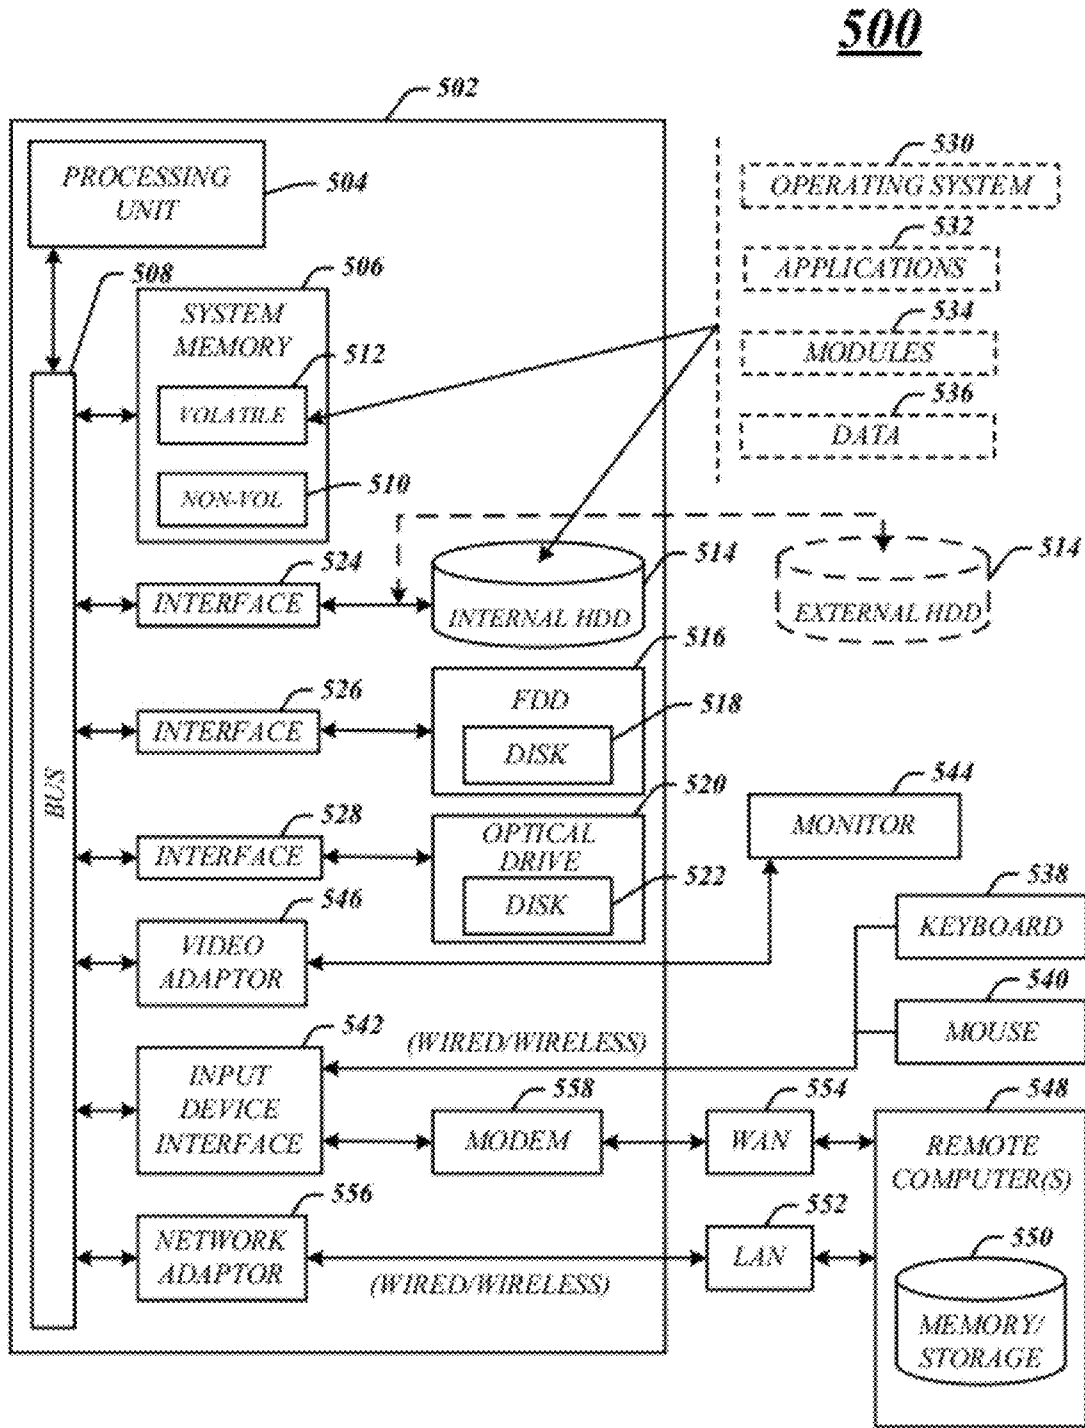 500
502
PROCESSING
UNIT
504
530
OPERATING SYSTEM
532
APPLICATIONS
534
MODULES
536
DATA
508
506
SYSTEM
MEMORY
512
VOLATILE
510
NON-VOL
524
INTERFACE
514
INTERNAL HDD
514
EXTERNAL HDD
526
INTERFACE
516
FDD
518
DISK
BUS
528
INTERFACE
520
OPTICAL
DRIVE
522
DISK
544
MONITOR
546
VIDEO
ADAPTOR
538
KEYBOARD
540
MOUSE
542
INPUT
DEVICE
INTERFACE
(WIRED/WIRELESS)
558
MODEM
554
WAN
548
REMOTE
COMPUTER(S)
556
NETWORK
ADAPTOR
(WIRED/WIRELESS)
552
LAN
550
MEMORY/
STORAGE